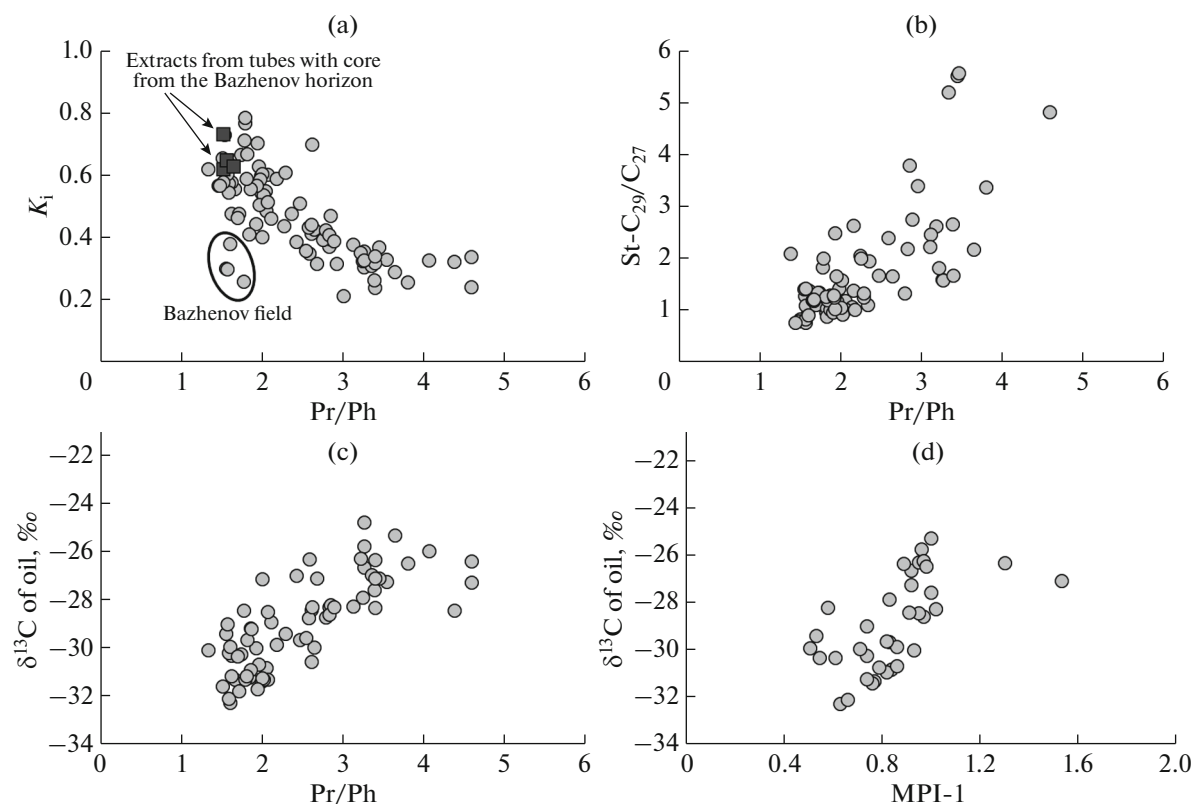 (a)
1.0
0.8
0.6
0.4
0.2
0
K_i
Extracts from tubes with core
from the Bazhenov horizon
Bazhenov field
1 2 3 4 5 6
Pr/Ph
(b)
6
5
4
3
2
1
0
St-C₂₉/C₂₇
1 2 3 4 5 6
Pr/Ph
(c)
−22
−24
−26
−28
−30
−32
−34
δ¹³C of oil, ‰
0 1 2 3 4 5 6
Pr/Ph
(d)
−22
−24
−26
−28
−30
−32
−34
δ¹³C of oil, ‰
0 0.4 0.8 1.2 1.6 2.0
MPI-1